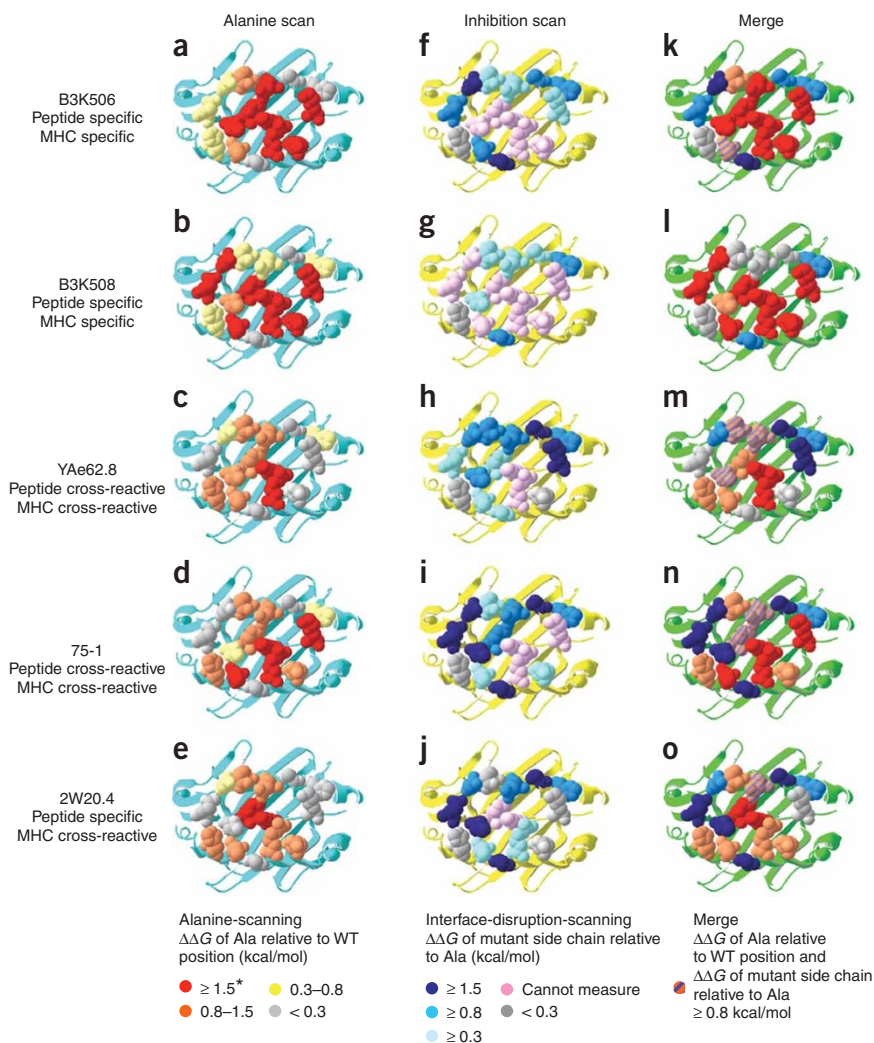 Alanine scan
Inhibition scan
Merge
a
f
k
B3K506
Peptide specific
MHC specific
b
g
l
B3K508
Peptide specific
MHC specific
c
h
m
YAe62.8
Peptide cross-reactive
MHC cross-reactive
d
i
n
75-1
Peptide cross-reactive
MHC cross-reactive
e
j
o
2W20.4
Peptide specific
MHC cross-reactive
Alanine-scanning
ΔΔG of Ala relative to WT
position (kcal/mol)
≥ 1.5*
0.3–0.8
0.8–1.5
< 0.3
Interface-disruption-scanning
ΔΔG of mutant side chain relative
to Ala (kcal/mol)
≥ 1.5
Cannot measure
≥ 0.8
< 0.3
≥ 0.3
Merge
ΔΔG of Ala relative
to WT position and
ΔΔG of mutant side chain
relative to Ala
≥ 0.8 kcal/mol